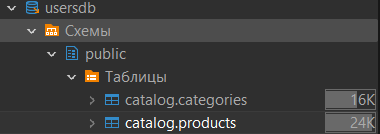 usersdb
Схемы
public
Таблицы
catalog.categories 16K
catalog.products 24K